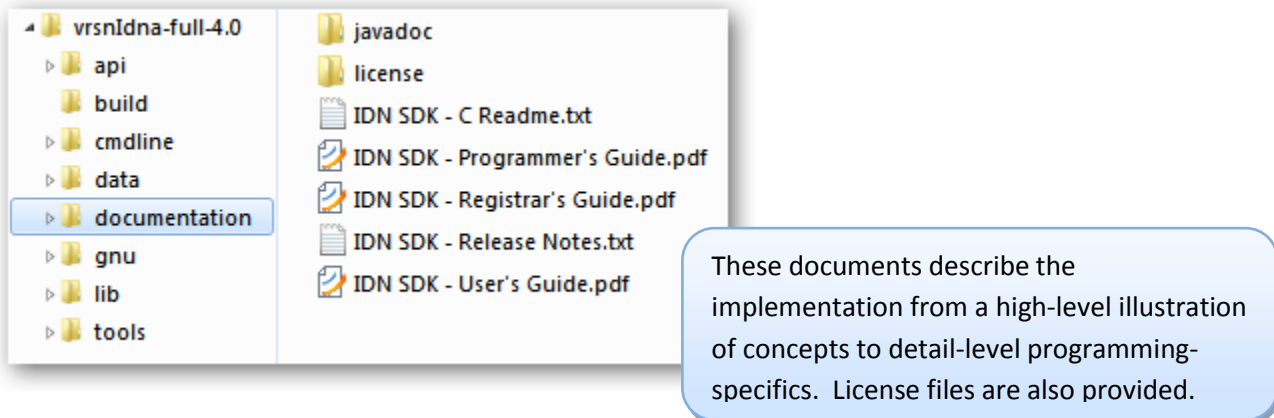 vrsnIdna-full-4.0
api
build
cmdline
data
documentation
gnu
lib
tools
javadoc
license
IDN SDK - C Readme.txt
IDN SDK - Programmer's Guide.pdf
IDN SDK - Registrar's Guide.pdf
IDN SDK - Release Notes.txt
IDN SDK - User's Guide.pdf
These documents describe the
implementation from a high-level illustration
of concepts to detail-level programming-
specifics.  License files are also provided.